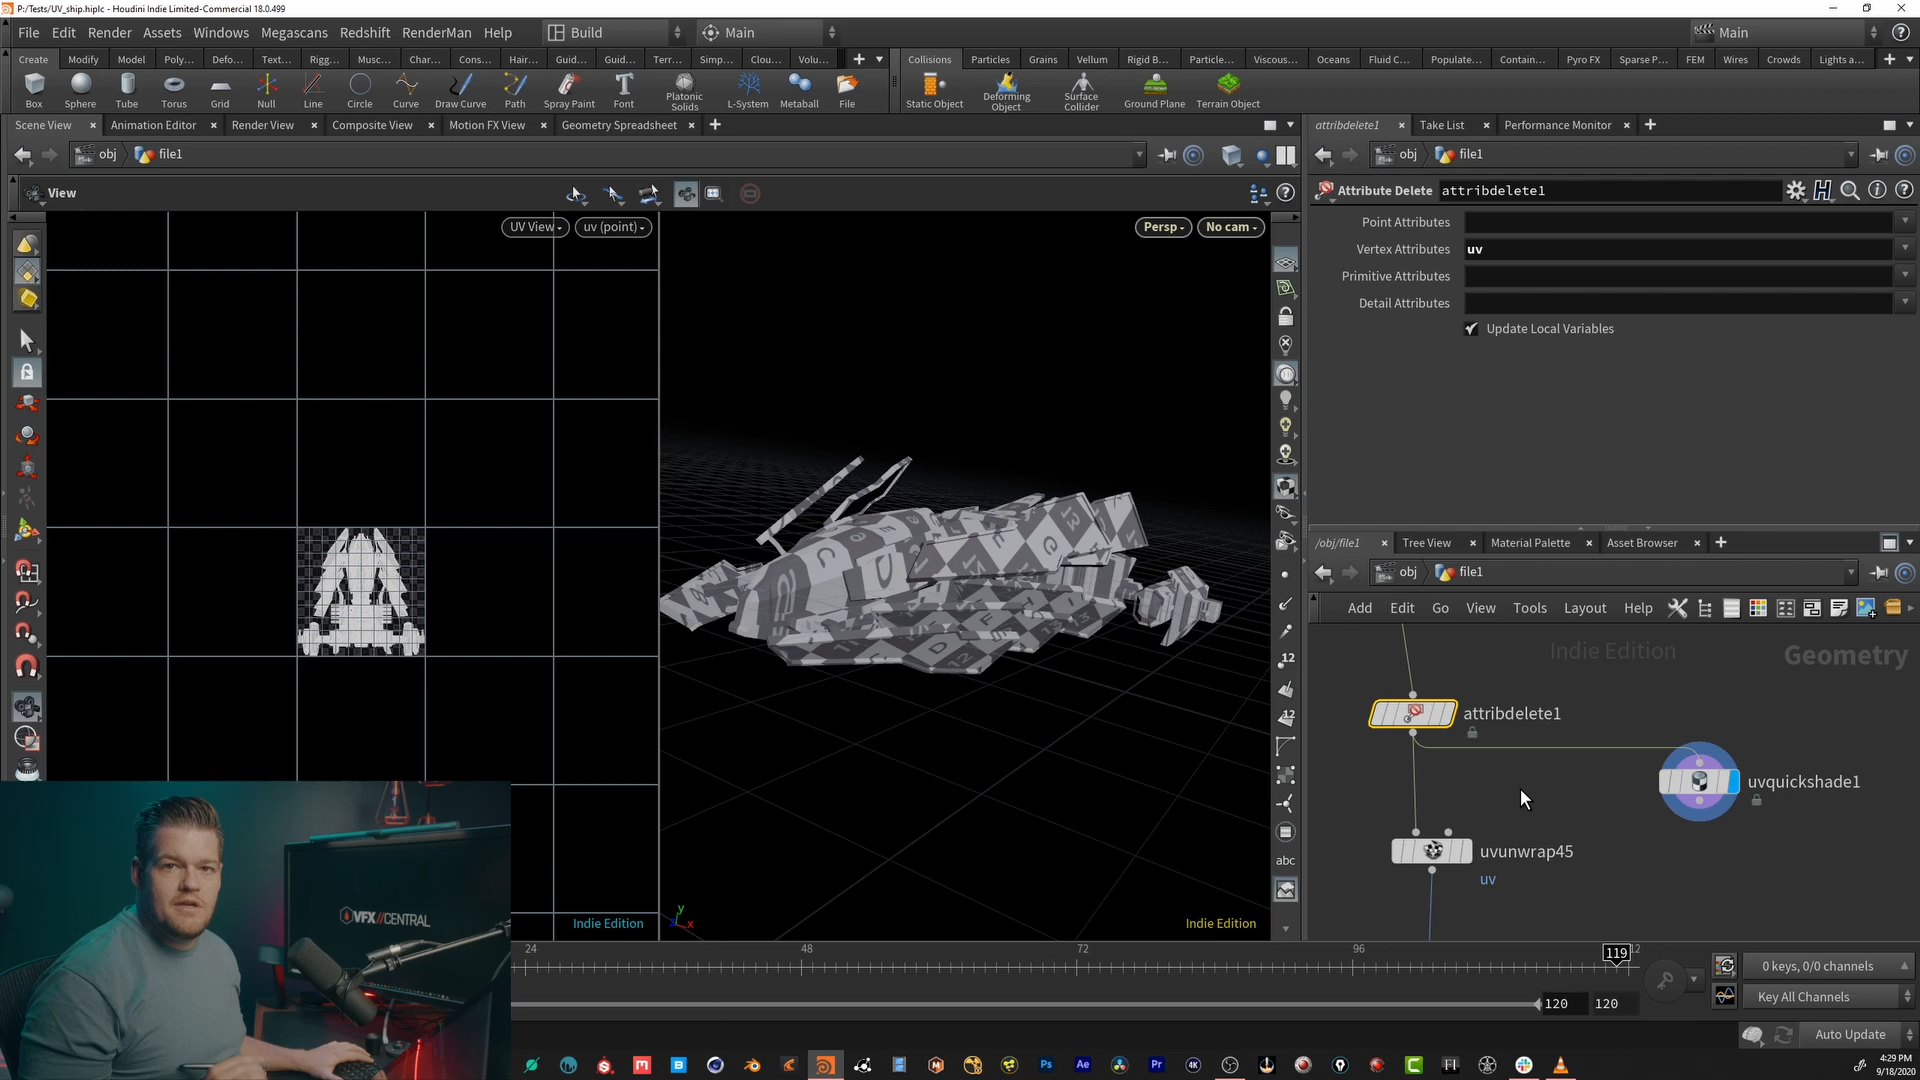 P:/Tests/UV_ship.hiplc - Houdini Indie Limited-Commercial 18.0.499
File Edit Render Assets Windows Megascans Redshift RenderMan Help Build Main Main
Create Modify Model Poly... Defo... Text... Rigg... Musc... Char... Cons... Hair... Guid... Guid... Terr... Simp... Clou... Volu...
Collisions Particles Grains Vellum Rigid B... Particle... Viscous... Oceans Fluid C... Populate... Contain... Pyro FX Sparse P... FEM Wires Crowds Lights a...
Box Sphere Tube Torus Grid Null Line Circle Curve Draw Curve Path Spray Paint Font Platonic Solids L-System Metaball File
Static Object Deforming Object Surface Collider Ground Plane Terrain Object
Scene View Animation Editor Render View Composite View Motion FX View Geometry Spreadsheet
attribdelete1 Take List Performance Monitor
obj file1
obj file1
View
Attribute Delete attribdelete1
UV View uv (point)
Persp No cam
Point Attributes
Vertex Attributes uv
Primitive Attributes
Detail Attributes
Update Local Variables
/obj/file1 Tree View Material Palette Asset Browser
obj file1
Add Edit Go View Tools Layout Help
Indie Edition
Geometry
attribdelete1
uvquickshade1
uvunwrap45
uv
12
12
abc
y
x
Indie Edition
Indie Edition
VFX//CENTRAL
24 48 72 96 119 12
0 keys, 0/0 channels
120 120
Key All Channels
Auto Update
Ps Ae Pr 4K
4:29 PM
9/18/2020